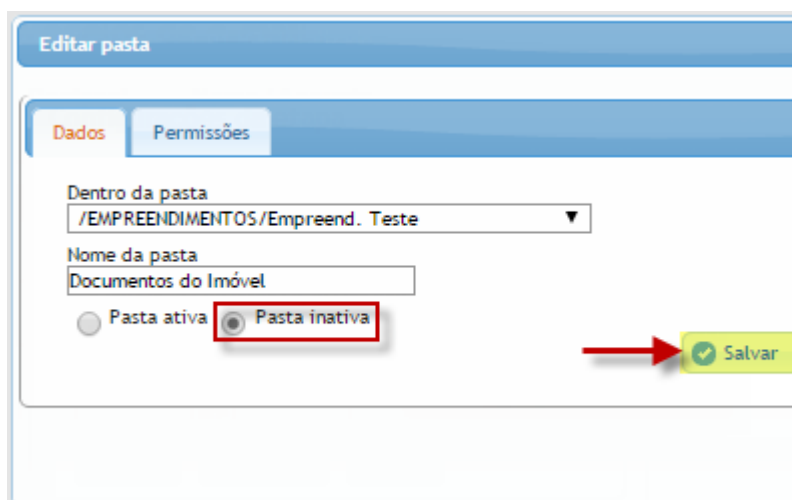 Editar pasta
Dados Permissões
Dentro da pasta
/EMPREENDIMENTOS/Empreend. Teste
Nome da pasta
Documentos do Imóvel
Pasta ativa Pasta inativa
Salvar